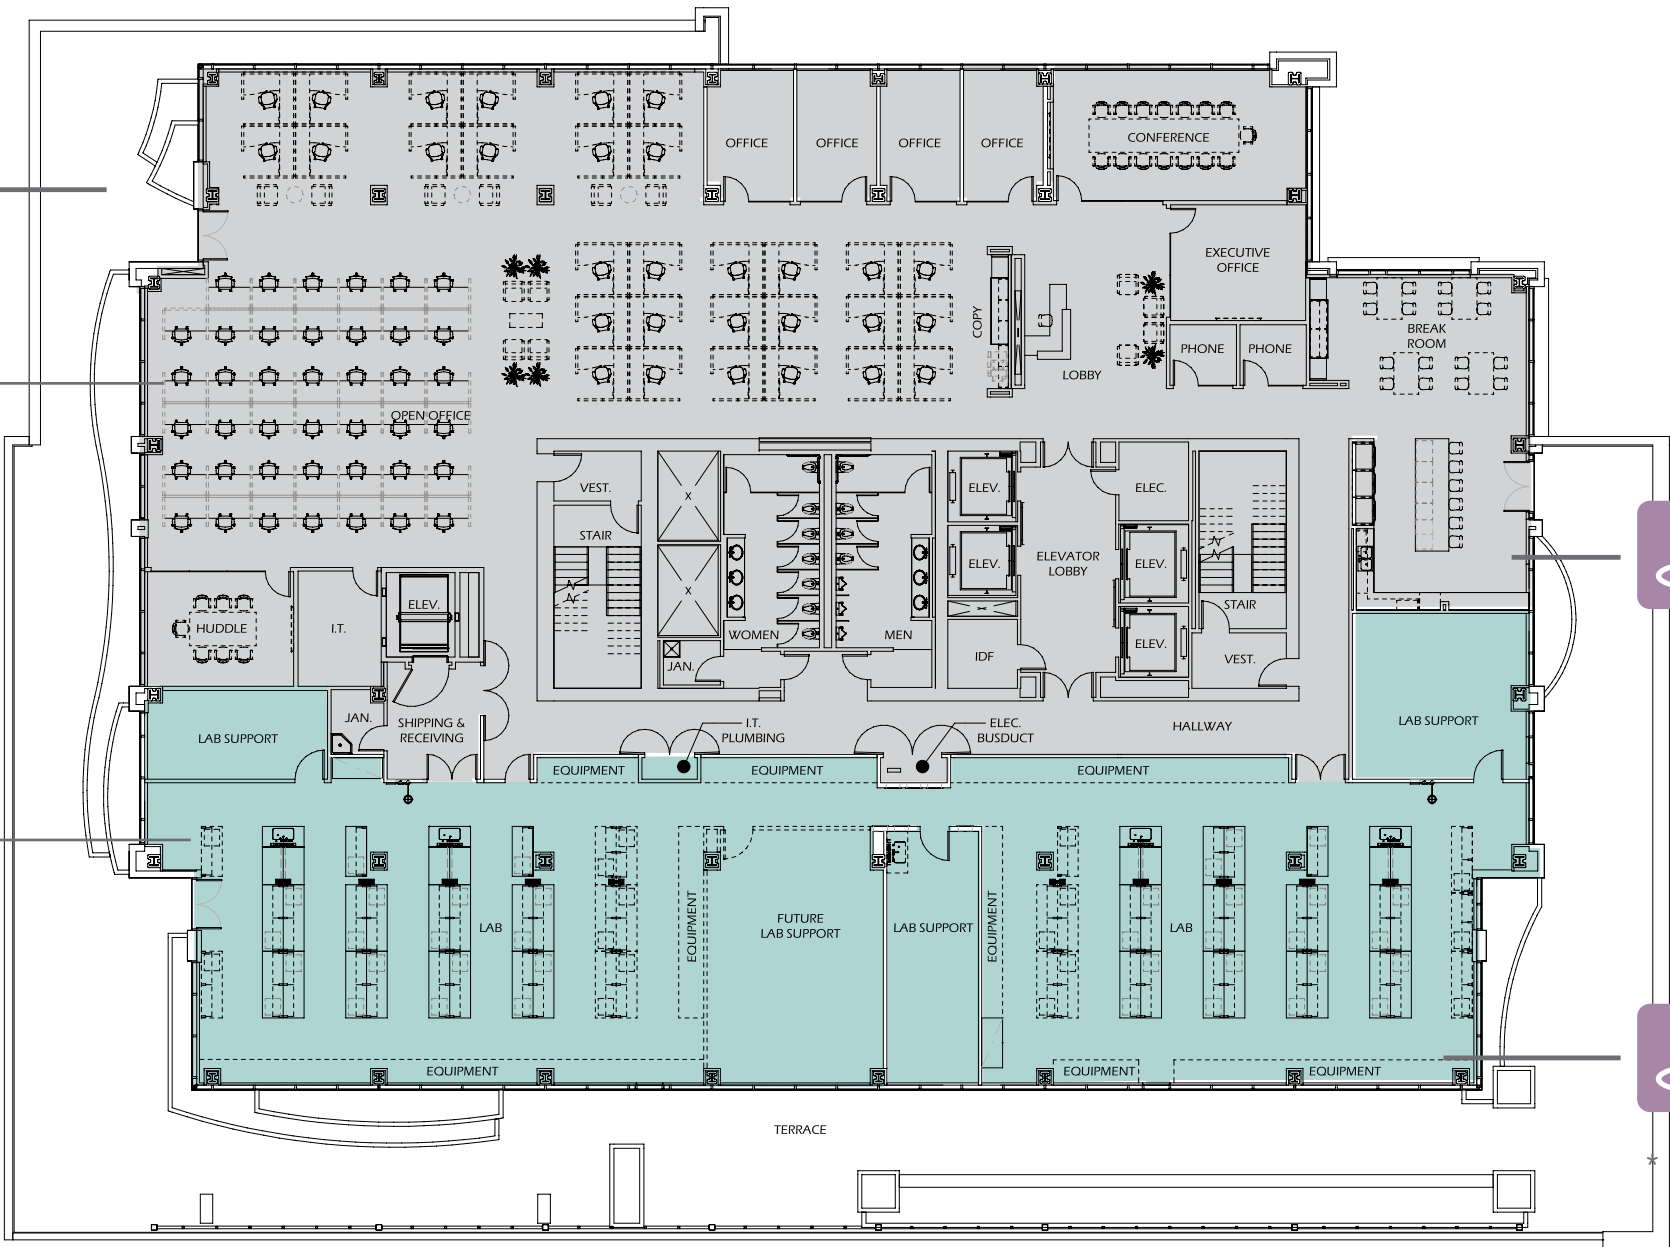 OFFICE
OFFICE
OFFICE
OFFICE
CONFERENCE
EXECUTIVE
OFFICE
COPY
LOBBY
PHONE
PHONE
BREAK
ROOM
OPEN OFFICE
VEST.
STAIR
X
X
WOMEN
MEN
JAN.
ELEV.
ELEV.
ELEVATOR
LOBBY
ELEC.
ELEV.
ELEV.
IDF
STAIR
VEST.
HUDDLE
I.T.
ELEV.
LAB SUPPORT
JAN.
SHIPPING &
RECEIVING
I.T.
PLUMBING
ELEC.
BUSDUCT
HALLWAY
LAB SUPPORT
EQUIPMENT
EQUIPMENT
EQUIPMENT
LAB
EQUIPMENT
FUTURE
LAB SUPPORT
LAB SUPPORT
EQUIPMENT
LAB
EQUIPMENT
EQUIPMENT
EQUIPMENT
TERRACE
*